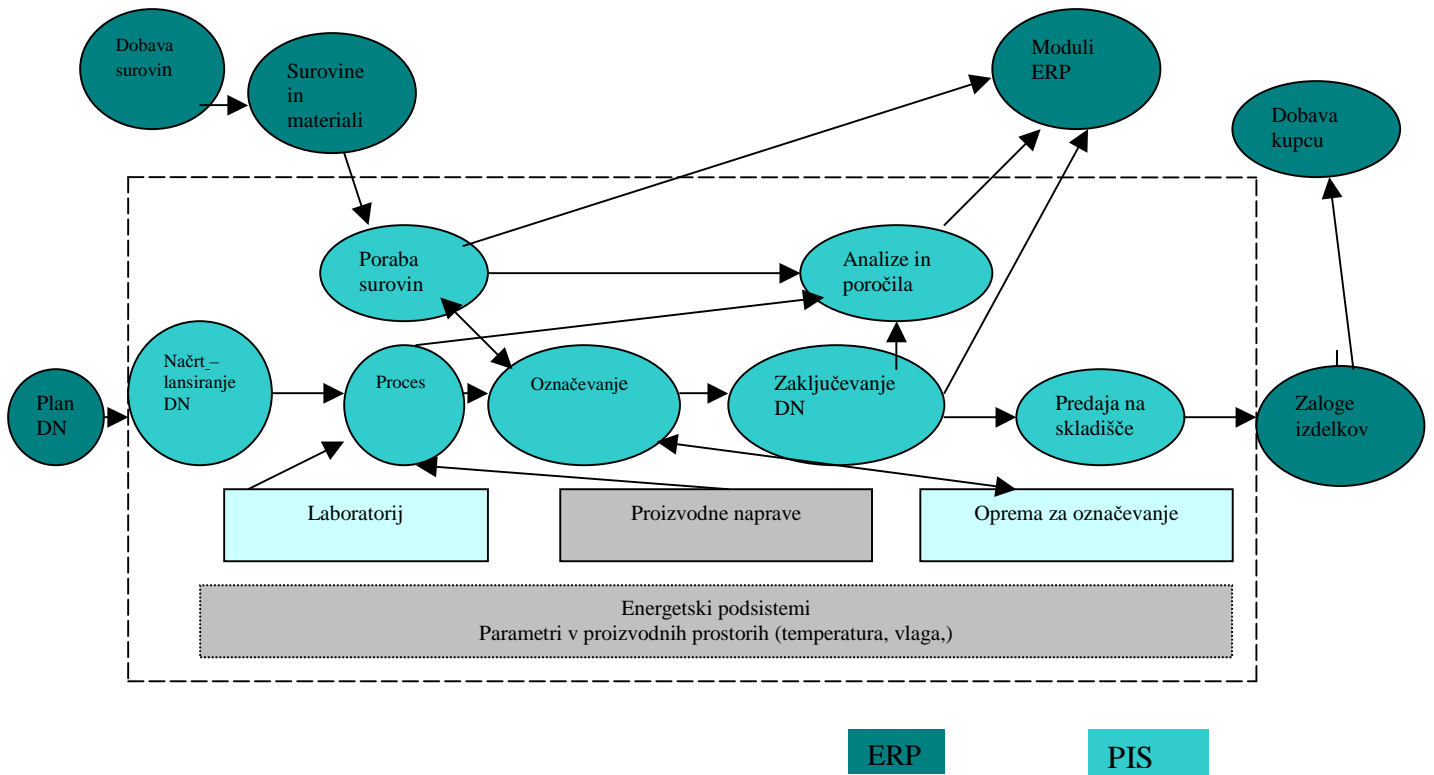 Dobava
surovin
Surovine
in
materiali
Moduli
ERP
Dobava
kupcu
Poraba
surovin
Analize in
poročila
Načrt_–
lansiranje
DN
Proces
Označevanje
Zaključevanje
DN
Plan
DN
Predaja na
skladišče
Zaloge
izdelkov
Laboratorij
Proizvodne naprave
Oprema za označevanje
Energetski podsistemi
Parametri v proizvodnih prostorih (temperatura, vlaga,)
ERP
PIS